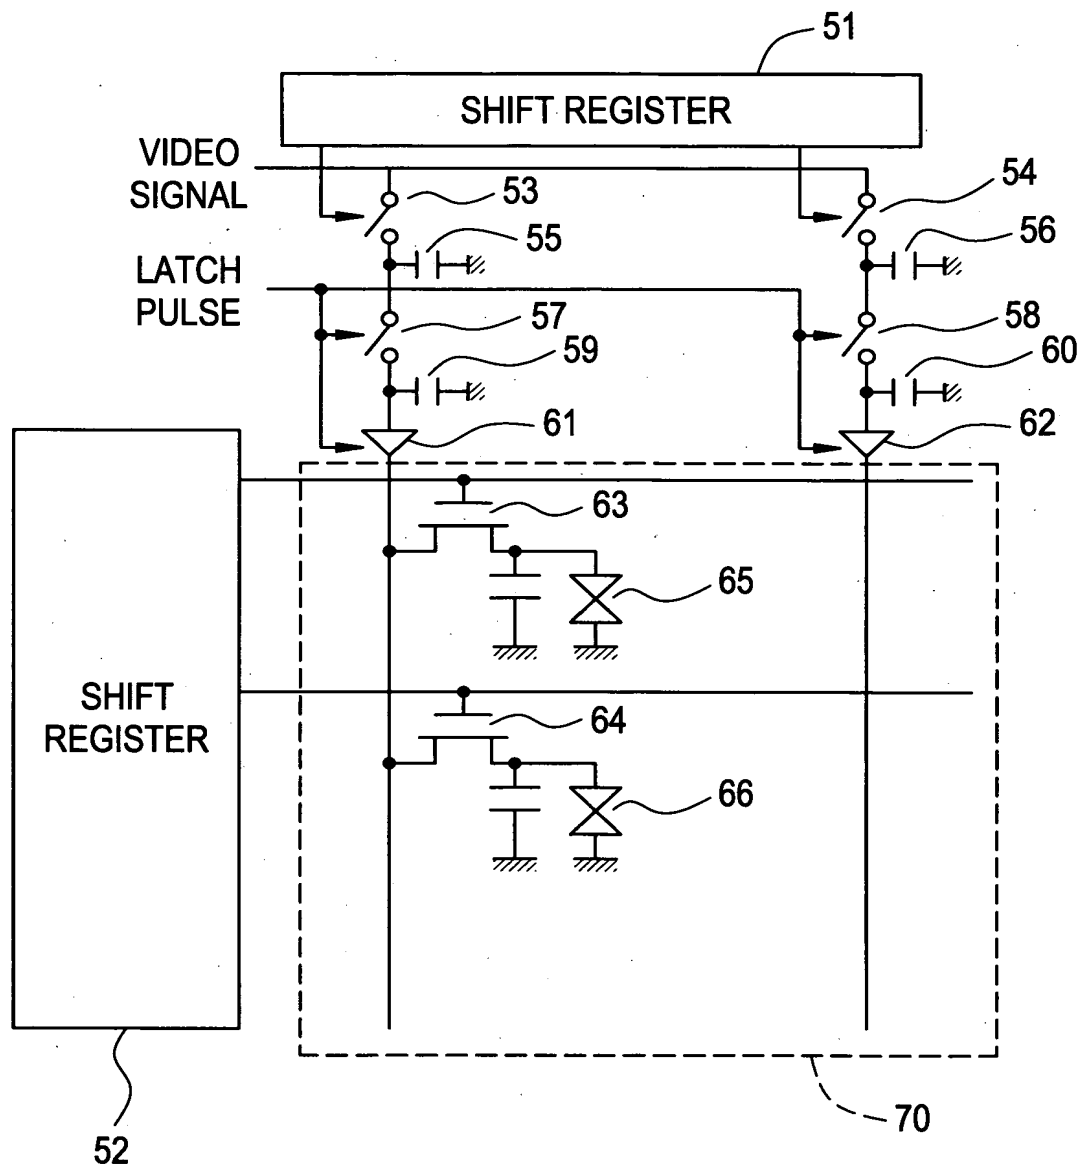 51
SHIFT REGISTER
VIDEO
SIGNAL
53
54
55
56
LATCH
PULSE
57
58
59
60
61
62
63
65
SHIFT
REGISTER
64
66
70
52